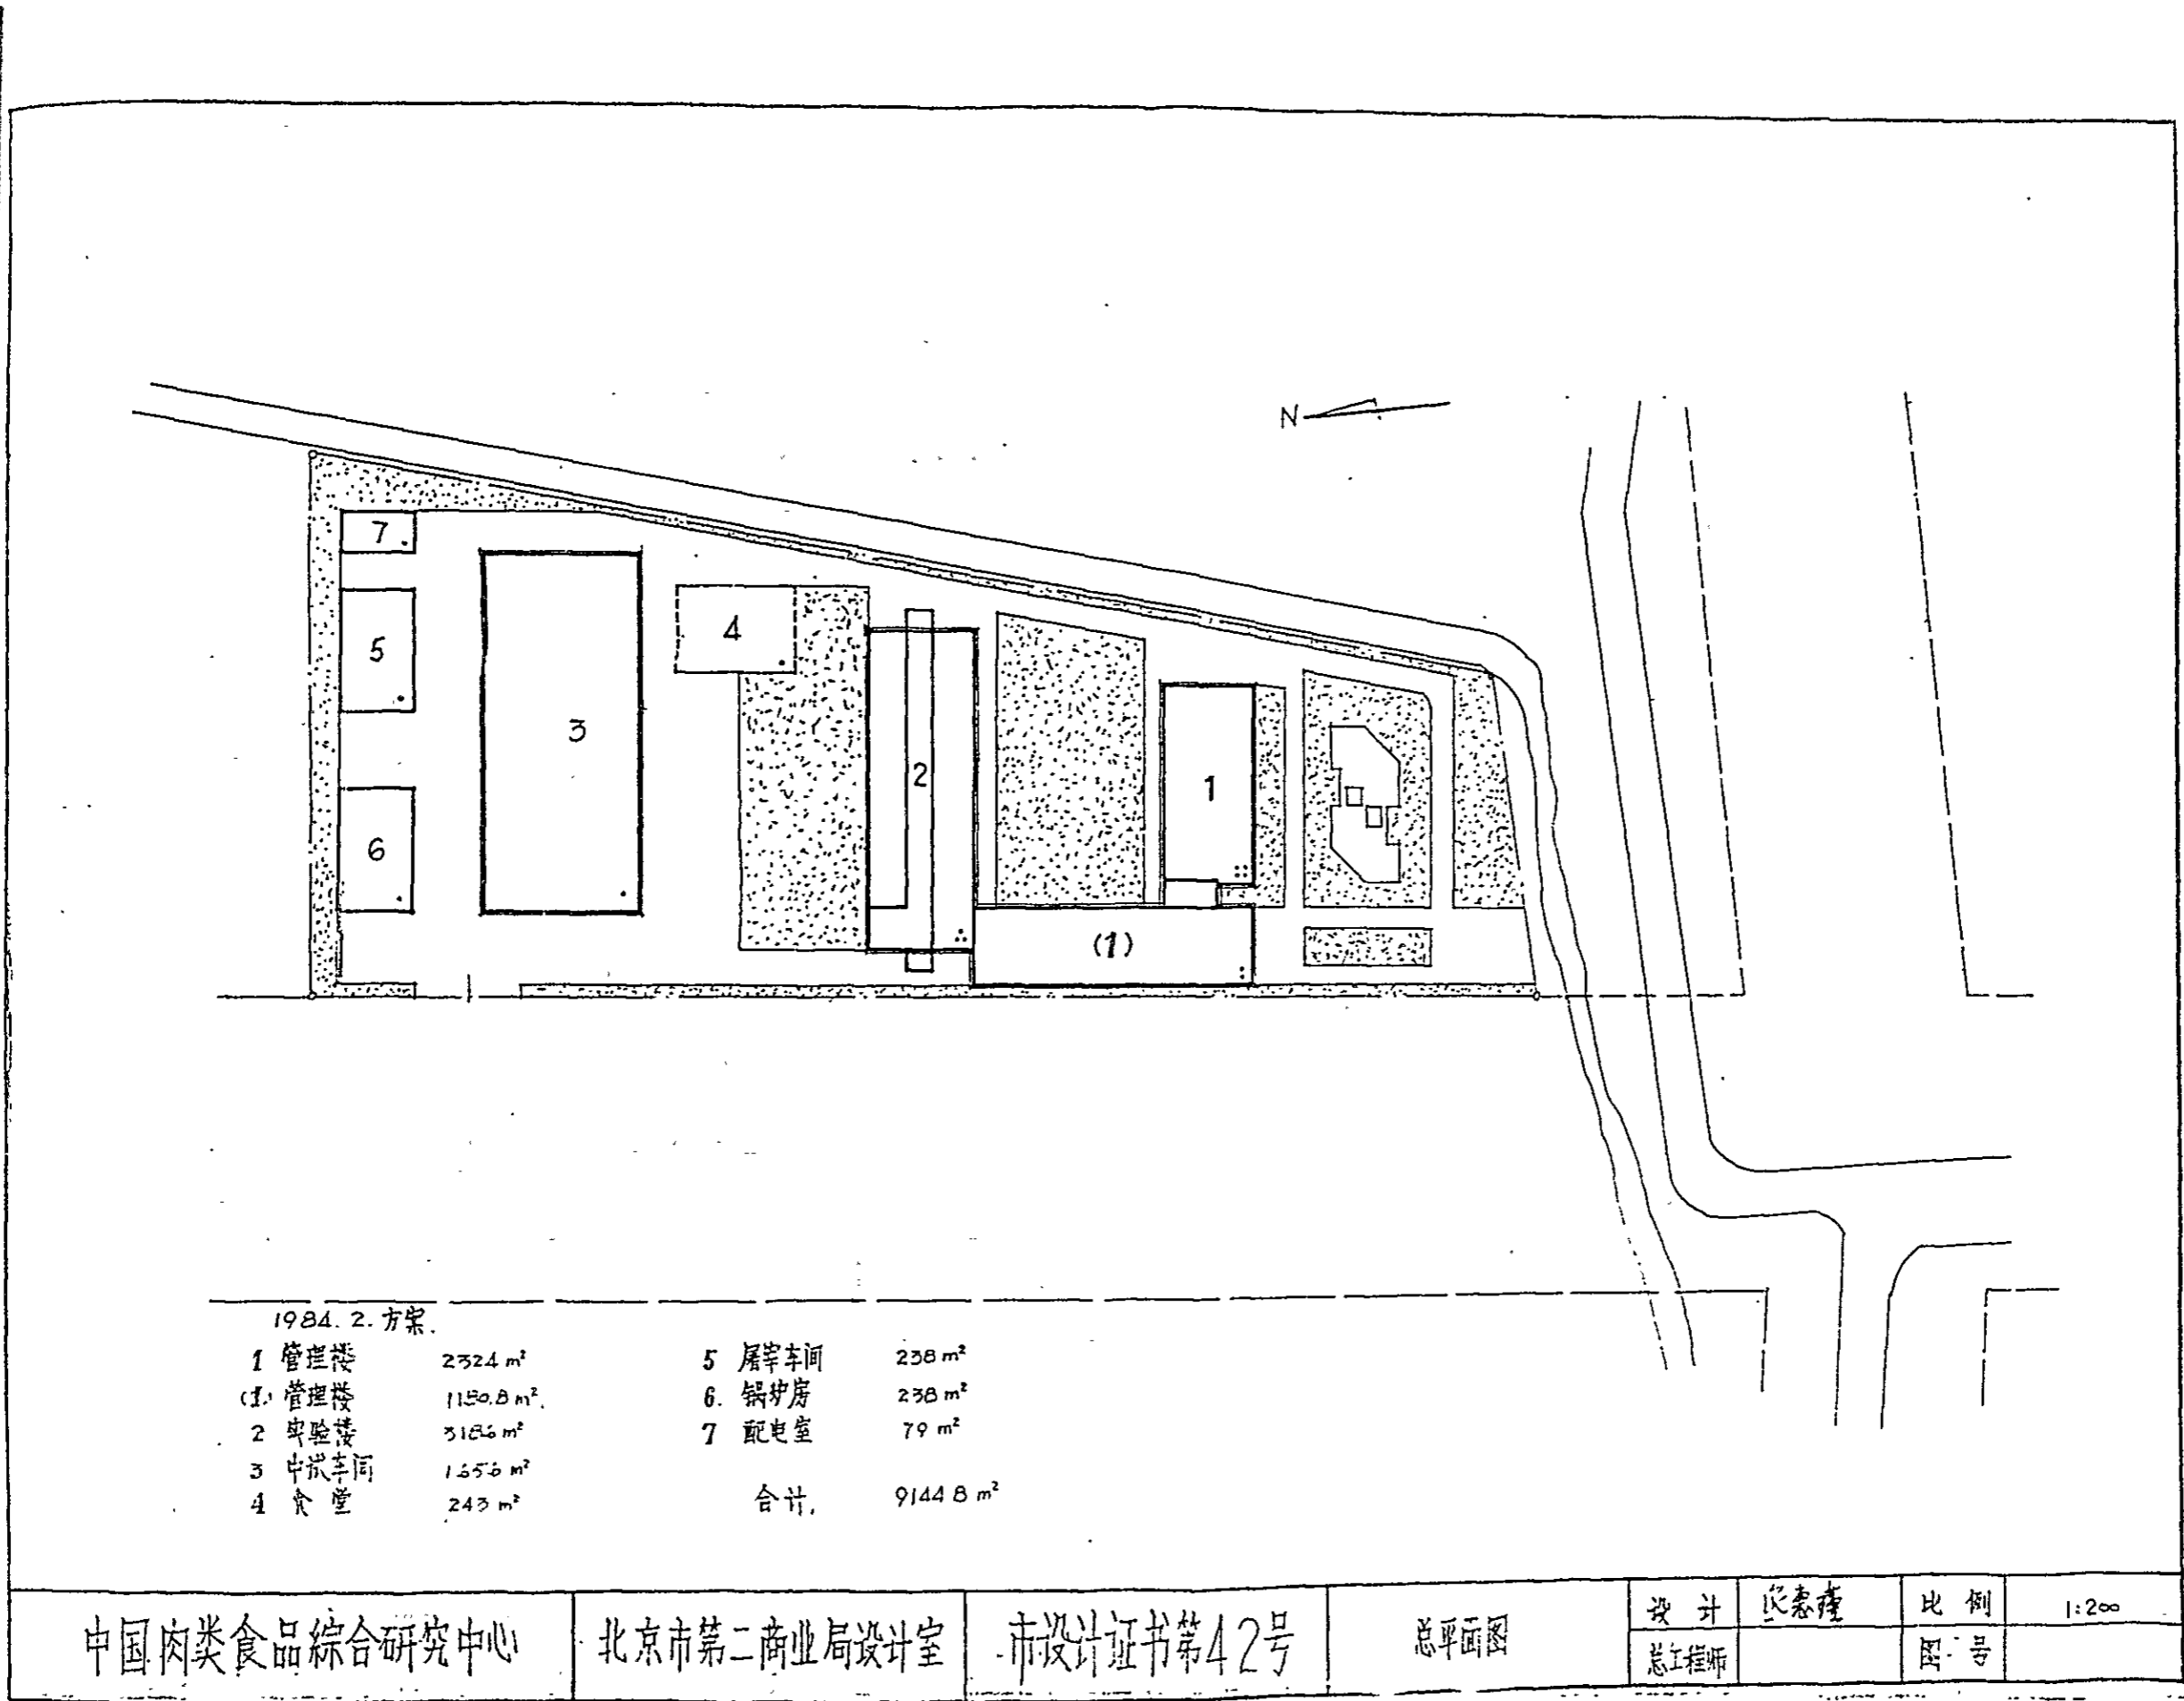 N
7
5
4
3
2
1
6
(1)
1984.2.方案.
1 管理楼 2324 m²
(1) 管理楼 1180.8 m².
2 实验楼 3186 m²
3 中试车间 1656 m²
4 食堂 243 m²
5 屠宰车间 238 m²
6. 锅炉房 238 m²
7 配电室 79 m²
合计. 9144.8 m²
中国肉类食品綜合研究中心
北京市第二商业局设计室
市设计证书第42号
总平面图
设计
比例 1:200
总工程师
图号